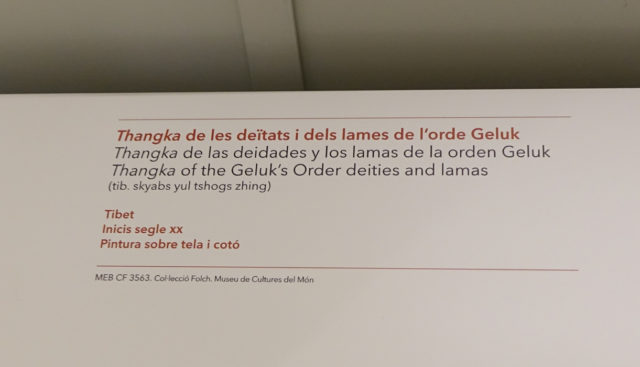 Thangka de les deïtats i dels lames de l'orde Geluk
Thangka de las deidades y los lamas de la orden Geluk
Thangka of the Geluk's Order deities and lamas
(tib. skyabs yul tshogs zhing)
Tibet
Inicis segle xx
Pintura sobre tela i cotó
MEB CF 3563. Col·lecció Folch. Museu de Cultures del Món